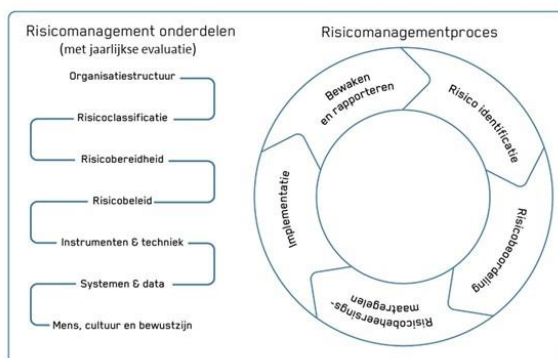 Risicomanagement onderdelen
(met jaarlijkse evaluatie)
Organisatiestructuur
Risicoclassificatie
Risicobereidheid
Risicobeleid
Instrumenten & techniek
Systemen & data
Mens, cultuur en bewustzijn
Risicomanagementproces
Bewaken
en rapporteren
Risico identificatie
Risicobeoordeling
Risicobeheersings-
maatregelen
Implementatie